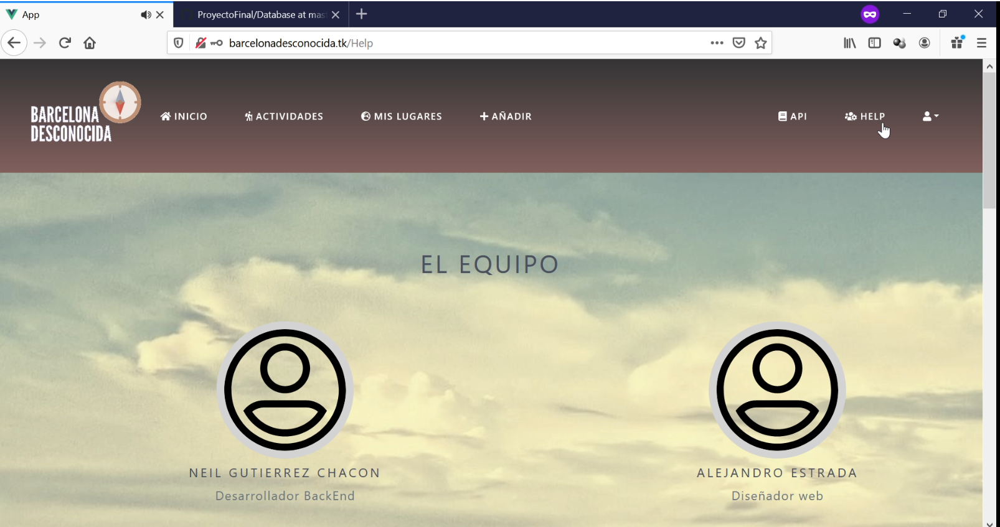 App
ProyectoFinal/Database at mas
barcelonadesconocida.tk/Help
BARCELONA
DESCONOCIDA
INICIO
ACTIVIDADES
MIS LUGARES
AÑADIR
API
HELP
EL EQUIPO
NEIL GUTIERREZ CHACON
Desarrollador BackEnd
ALEJANDRO ESTRADA
Diseñador web